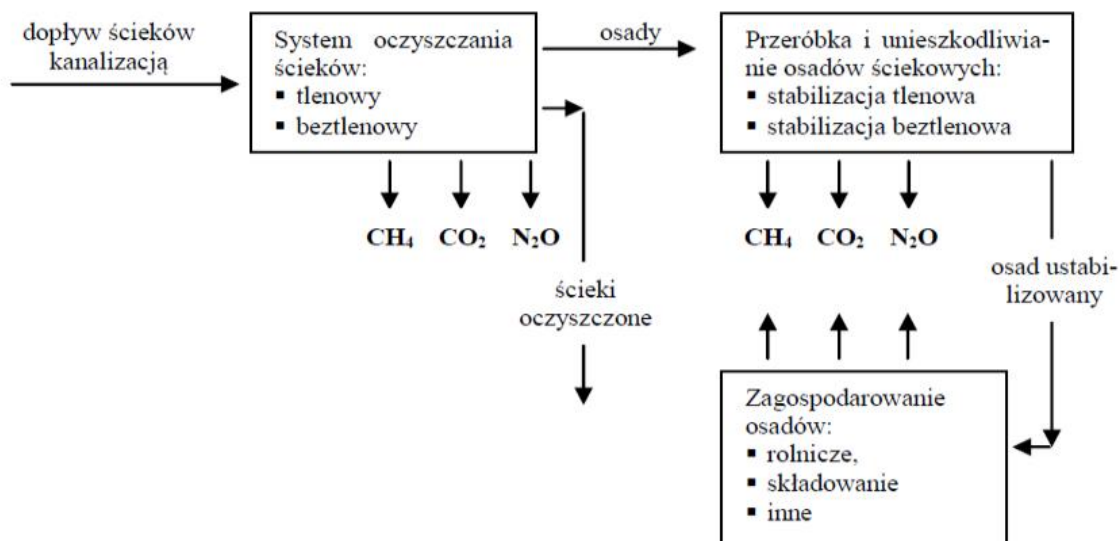 dopływ ścieków
kanalizacją
System oczyszczania
ścieków:
▪ tlenowy
▪ beztlenowy
osady
Przeróbka i unieszkodliwia-
nie osadów ściekowych:
▪ stabilizacja tlenowa
▪ stabilizacja beztlenowa
CH₄ CO₂ N₂O
CH₄ CO₂ N₂O
ścieki
oczyszczone
osad ustabi-
lizowany
Zagospodarowanie
osadów:
▪ rolnicze,
▪ składowanie
▪ inne